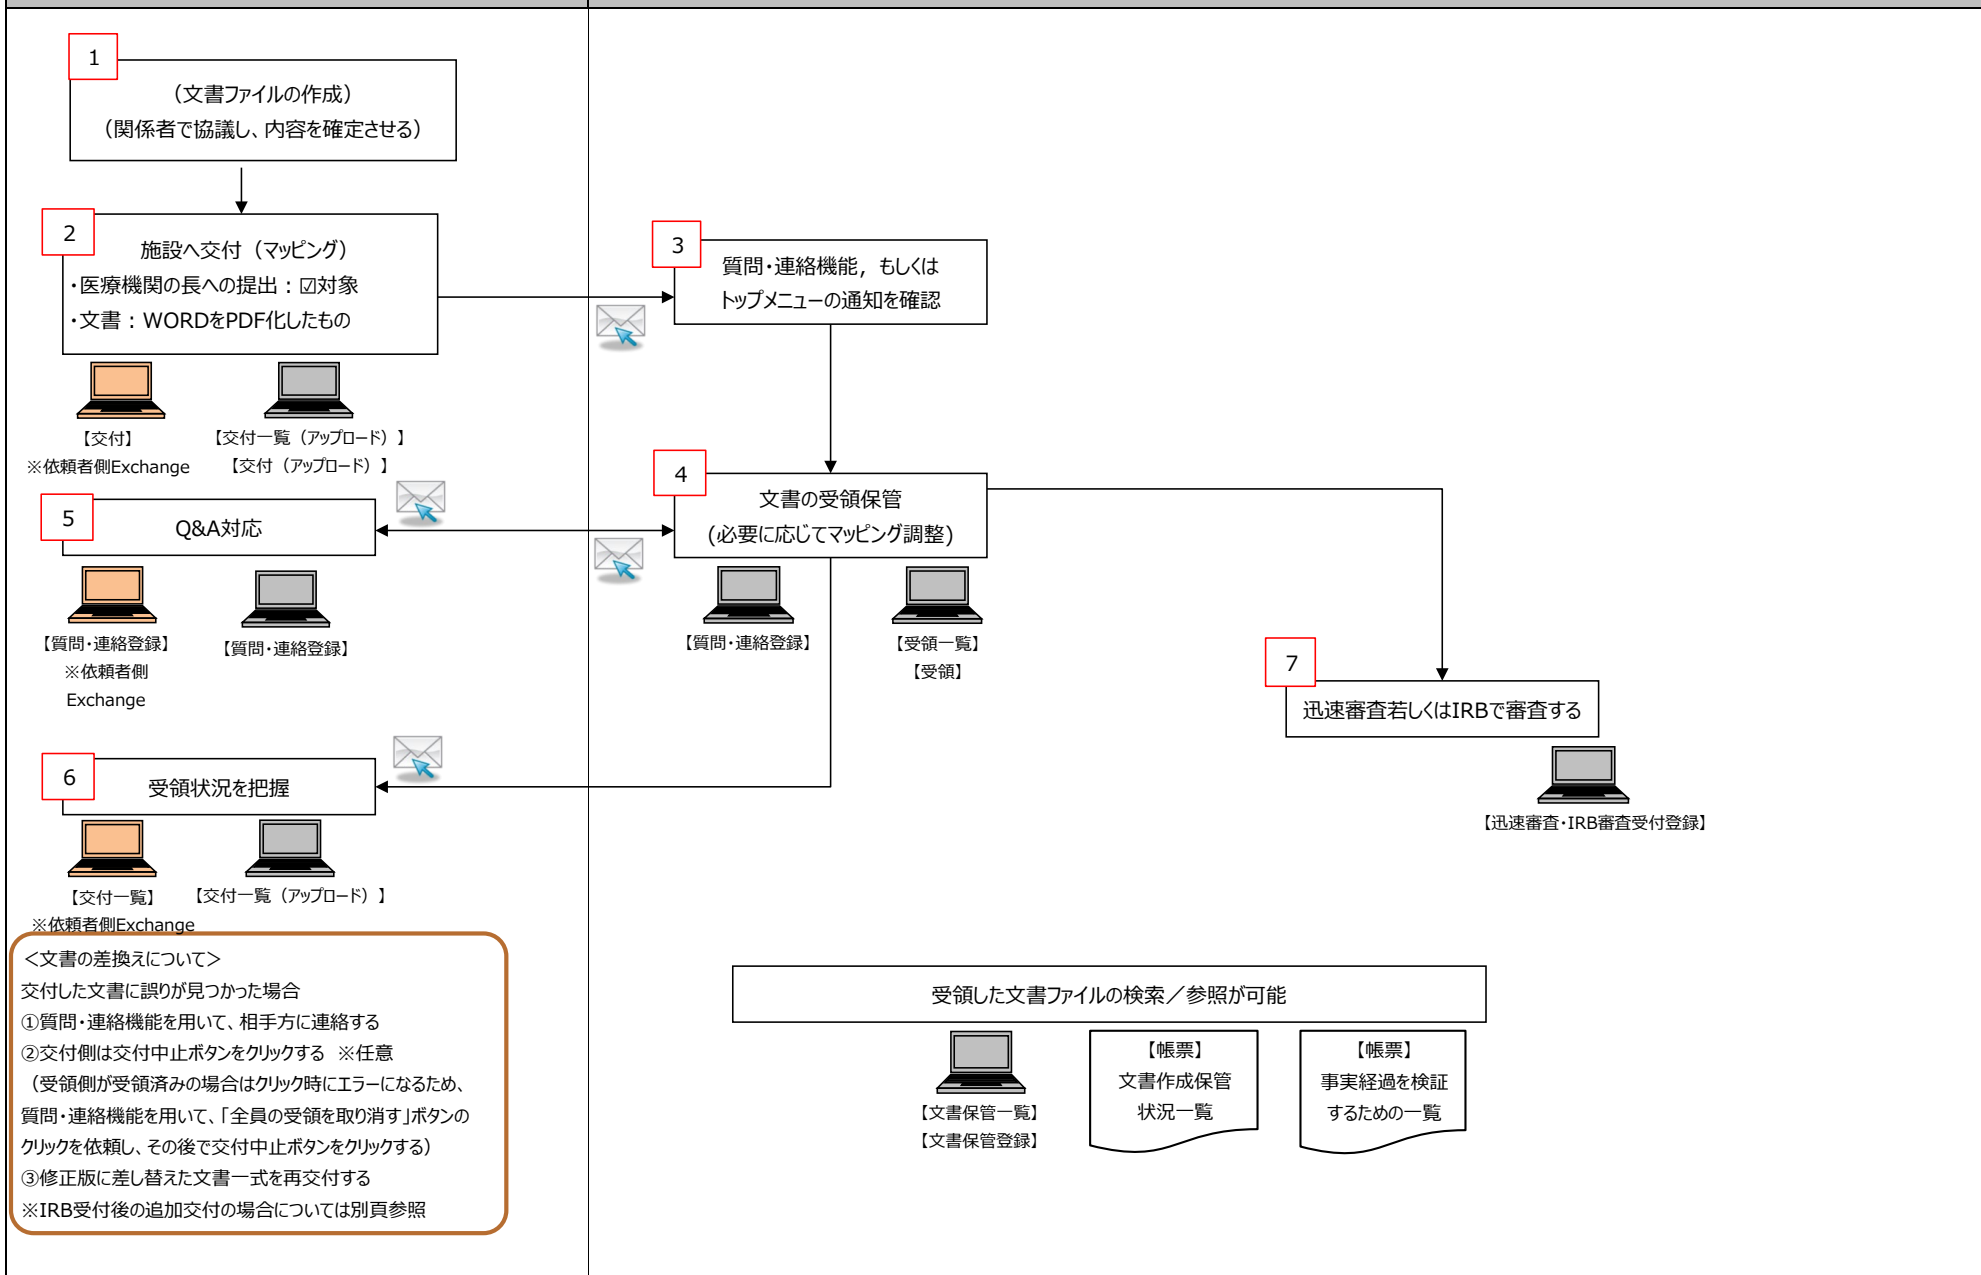 1
（文書ファイルの作成）
（関係者で協議し、内容を確定させる）
2
施設へ交付（マッピング）
・医療機関の長への提出：☑対象
・文書：WORDをPDF化したもの
【交付】
※依頼者側Exchange
【交付一覧（アップロード）】
【交付（アップロード）】
3
質問・連絡機能，もしくは
トップメニューの通知を確認
4
文書の受領保管
(必要に応じてマッピング調整)
【質問・連絡登録】
【受領一覧】
【受領】
5
Q&A対応
【質問・連絡登録】
※依頼者側
Exchange
【質問・連絡登録】
6
受領状況を把握
【交付一覧】
※依頼者側Exchange
【交付一覧（アップロード）】
7
迅速審査若しくはIRBで審査する
【迅速審査・IRB審査受付登録】
＜文書の差換えについて＞
交付した文書に誤りが見つかった場合
①質問・連絡機能を用いて、相手方に連絡する
②交付側は交付中止ボタンをクリックする　※任意
（受領側が受領済みの場合はクリック時にエラーになるため、
質問・連絡機能を用いて、「全員の受領を取り消す」ボタンの
クリックを依頼し、その後で交付中止ボタンをクリックする）
③修正版に差し替えた文書一式を再交付する
※IRB受付後の追加交付の場合については別頁参照
受領した文書ファイルの検索／参照が可能
【文書保管一覧】
【文書保管登録】
【帳票】
文書作成保管
状況一覧
【帳票】
事実経過を検証
するための一覧